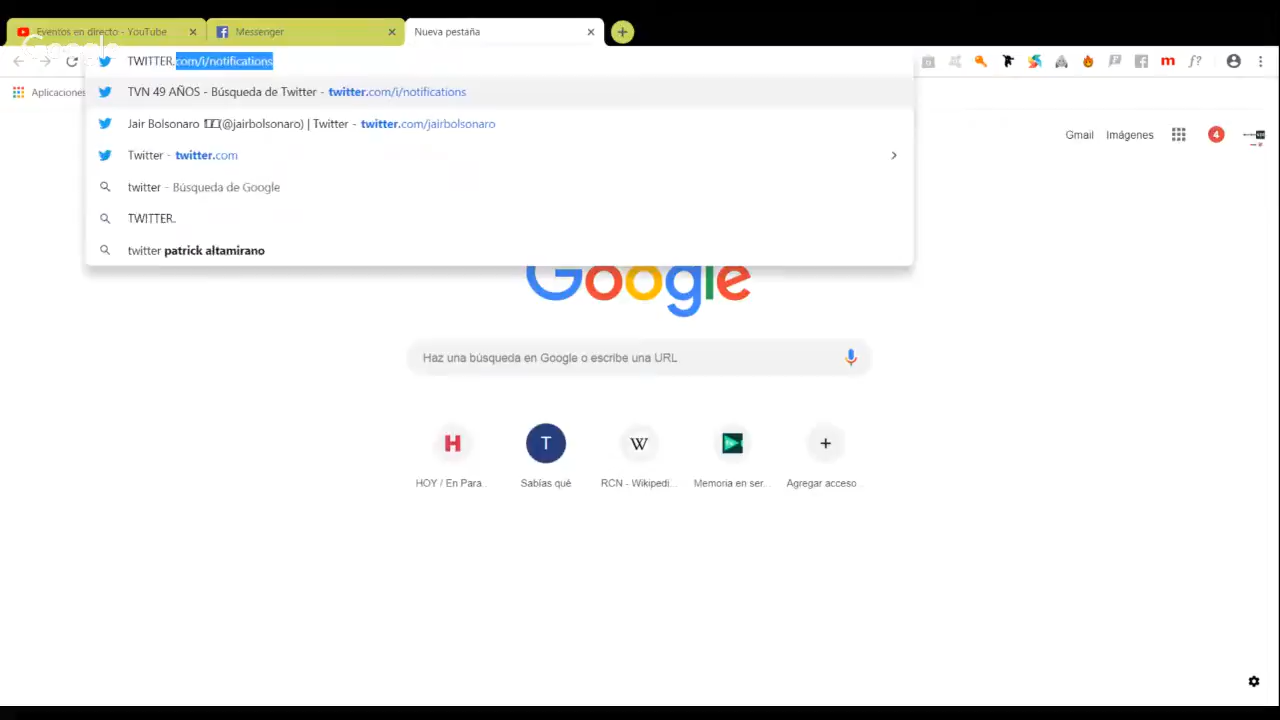 Eventos en directo - YouTube
Messenger
Nueva pestaña
Google
TWITTER.com/i/notifications
Aplicaciones
TVN 49 AÑOS - Búsqueda de Twitter - twitter.com/i/notifications
Jair Bolsonaro (@jairbolsonaro) | Twitter - twitter.com/jairbolsonaro
Twitter - twitter.com
twitter - Búsqueda de Google
TWITTER.
twitter patrick altamirano
m
f?
Gmail
Imágenes
4
Google
Haz una búsqueda en Google o escribe una URL
H
T
W
HOY / En Para...
Sabías qué
RCN - Wikipedi...
Memoria en ser...
Agregar acceso...